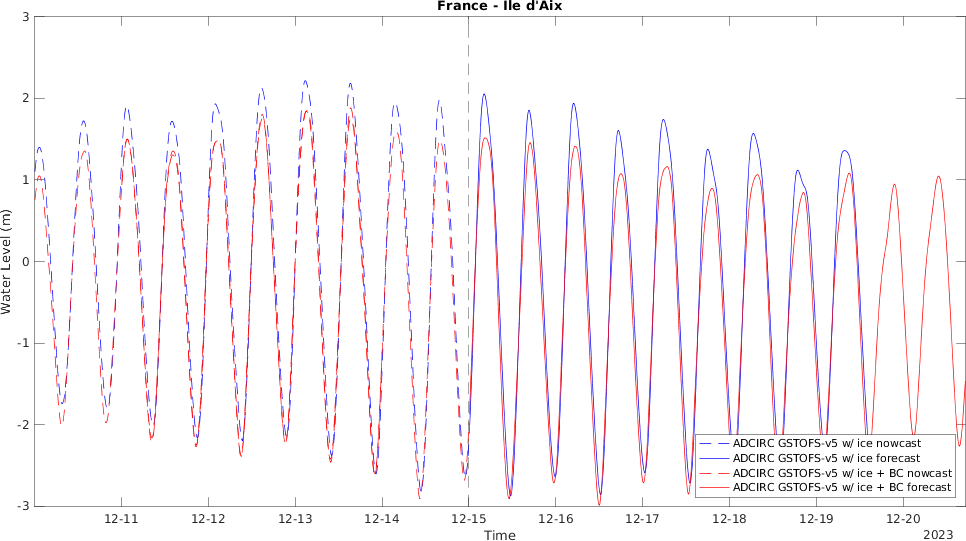 France - Ile d'Aix
3
2
1
0
-1
-2
-3
Water Level (m)
ADCIRC GSTOFS-v5 w/ ice nowcast
ADCIRC GSTOFS-v5 w/ ice forecast
ADCIRC GSTOFS-v5 w/ ice + BC nowcast
ADCIRC GSTOFS-v5 w/ ice + BC forecast
12-11 12-12 12-13 12-14 12-15 12-16 12-17 12-18 12-19 12-20
Time
2023